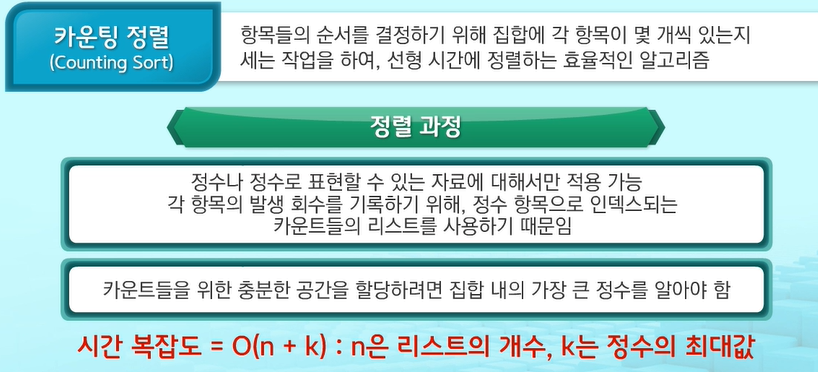 카운팅 정렬
(Counting Sort)
항목들의 순서를 결정하기 위해 집합에 각 항목이 몇 개씩 있는지
세는 작업을 하여, 선형 시간에 정렬하는 효율적인 알고리즘
정렬 과정
정수나 정수로 표현할 수 있는 자료에 대해서만 적용 가능
각 항목의 발생 회수를 기록하기 위해, 정수 항목으로 인덱스되는
카운트들의 리스트를 사용하기 때문임
카운트들을 위한 충분한 공간을 할당하려면 집합 내의 가장 큰 정수를 알아야 함
시간 복잡도 = O(n + k) : n은 리스트의 개수, k는 정수의 최대값